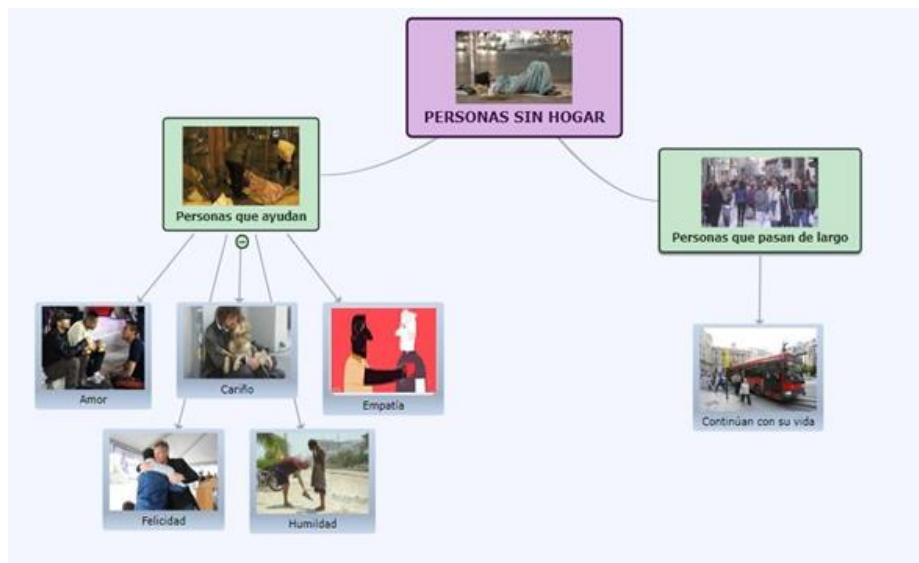 PERSONAS SIN HOGAR
Personas que ayudan
Personas que pasan de largo
Amor
Cariño
Empatía
Continúan con su vida
Felicidad
Humildad